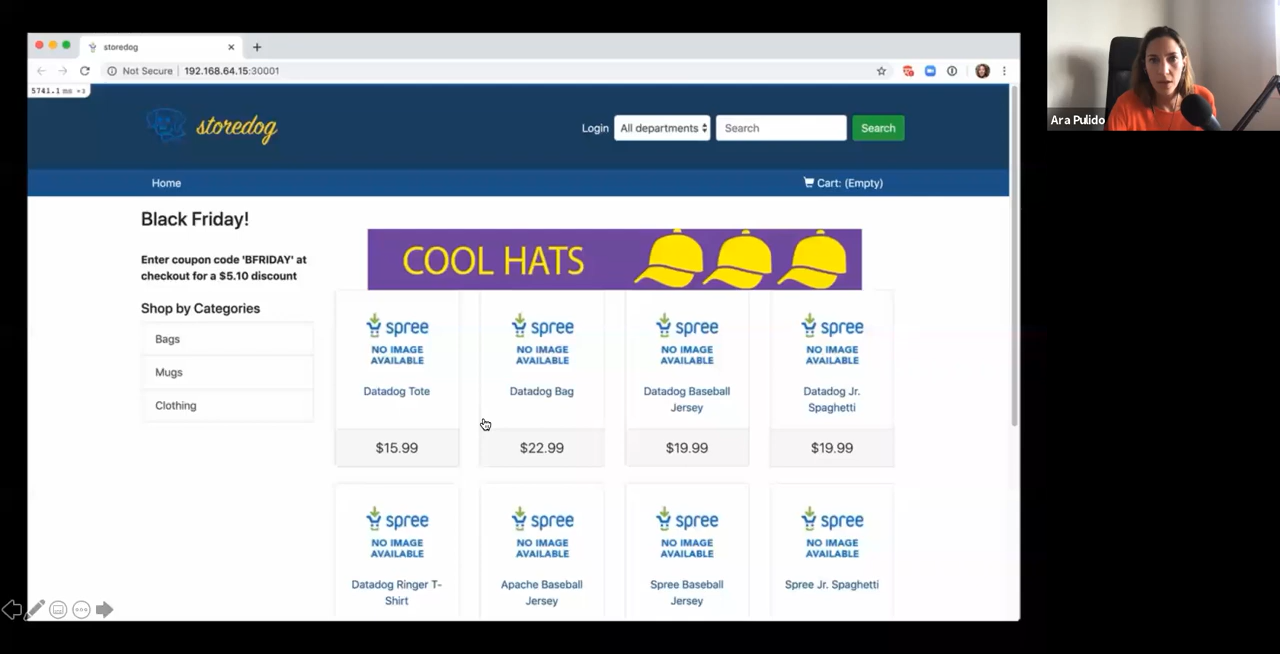 storedog
Not Secure
192.168.64.15:30001
5741.1 ms ×3
storedog
Login
All departments
Search
Search
Ara Pulido
Home
Cart: (Empty)
Black Friday!
Enter coupon code 'BFRIDAY' at
checkout for a $5.10 discount
Shop by Categories
Bags
Mugs
Clothing
COOL HATS
spree
NO IMAGE
AVAILABLE
Datadog Tote
$15.99
spree
NO IMAGE
AVAILABLE
Datadog Bag
$22.99
spree
NO IMAGE
AVAILABLE
Datadog Baseball
Jersey
$19.99
spree
NO IMAGE
AVAILABLE
Datadog Jr.
Spaghetti
$19.99
spree
NO IMAGE
AVAILABLE
Datadog Ringer T-
Shirt
spree
NO IMAGE
AVAILABLE
Apache Baseball
Jersey
spree
NO IMAGE
AVAILABLE
Spree Baseball
Jersey
spree
NO IMAGE
AVAILABLE
Spree Jr. Spaghetti